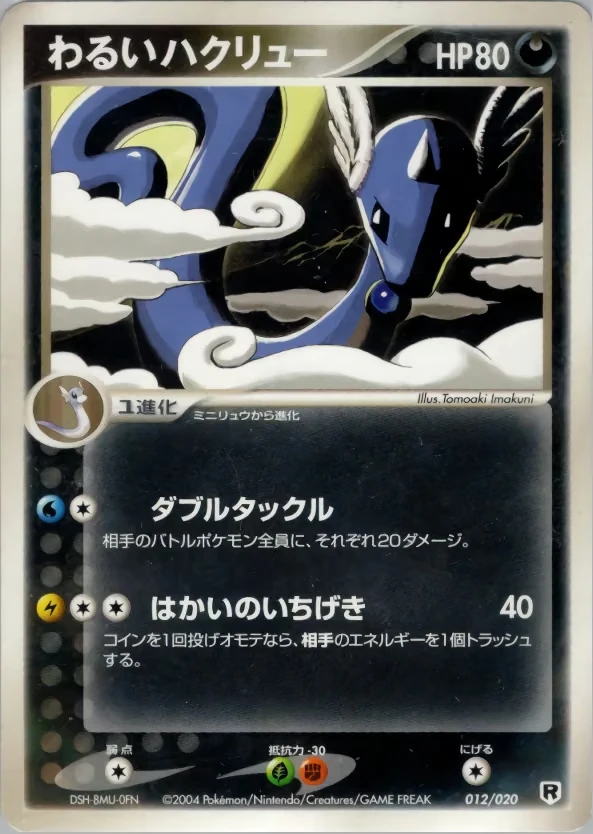 わるいハクリュー HP80
Illus.Tomoaki Imakuni
1進化 ミニリュウから進化
ダブルタックル
相手のバトルポケモン全員に、それぞれ20ダメージ。
はかいのいちげき 40
コインを1回投げオモテなら、相手のエネルギーを1個トラッシュ
する。
弱点 抵抗力 -30 にげる
DSH-8MU-0FN ©2004 Pokémon/Nintendo/Creatures/GAME FREAK 012/020 R